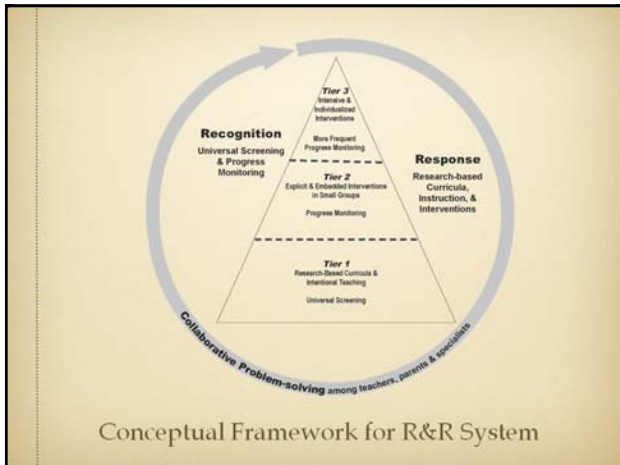 Tier 3
Intensive &
Individualized
Interventions
More Frequent
Progress Monitoring
Recognition
Universal Screening
& Progress
Monitoring
Response
Research-based
Curricula,
Instruction, &
Interventions
Tier 2
Explicit & Embedded Interventions
in Small Groups
Progress Monitoring
Tier 1
Research-Based Curricula &
Intentional Teaching
Universal Screening
Collaborative Problem-solving among teachers, parents & specialists
Conceptual Framework for R&R System